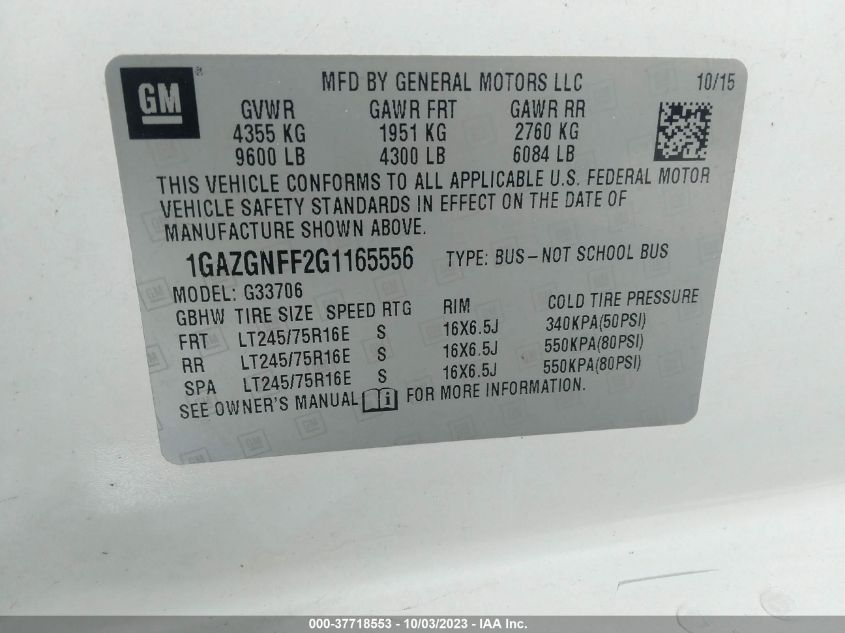 GM ®
MFD BY GENERAL MOTORS LLC 10/15
GVWR GAWR FRT GAWR RR
4355 KG 1951 KG 2760 KG
9600 LB 4300 LB 6084 LB
THIS VEHICLE CONFORMS TO ALL APPLICABLE U.S. FEDERAL MOTOR
VEHICLE SAFETY STANDARDS IN EFFECT ON THE DATE OF
MANUFACTURE SHOWN ABOVE.
1GAZGNFF2G1165556 TYPE: BUS-NOT SCHOOL BUS
MODEL: G33706
GBHW TIRE SIZE SPEED RTG RIM COLD TIRE PRESSURE
FRT LT245/75R16E S 16X6.5J 340KPA(50PSI)
RR LT245/75R16E S 16X6.5J 550KPA(80PSI)
SPA LT245/75R16E S 16X6.5J 550KPA(80PSI)
SEE OWNER'S MANUAL i FOR MORE INFORMATION.
000-37718553 - 10/03/2023 - IAA Inc.